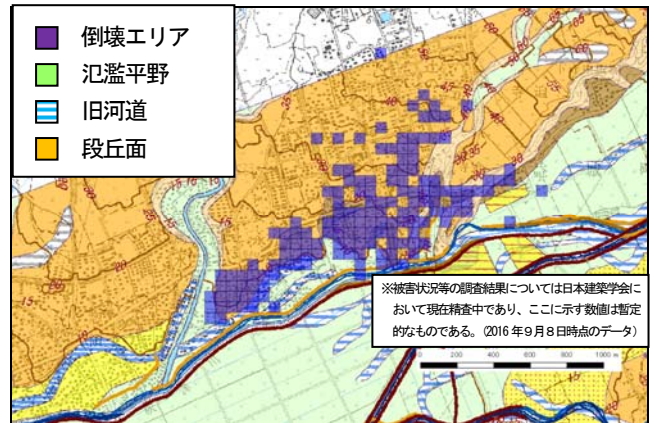 倒壊エリア
氾濫平野
旧河道
段丘面
※被害状況等の調査結果については日本建築学会に
おいて現在精査中であり、ここに示す数値は暫定
的なものである。(2016年9月8日時点のデータ)
0 200 400 600 800 1000 m